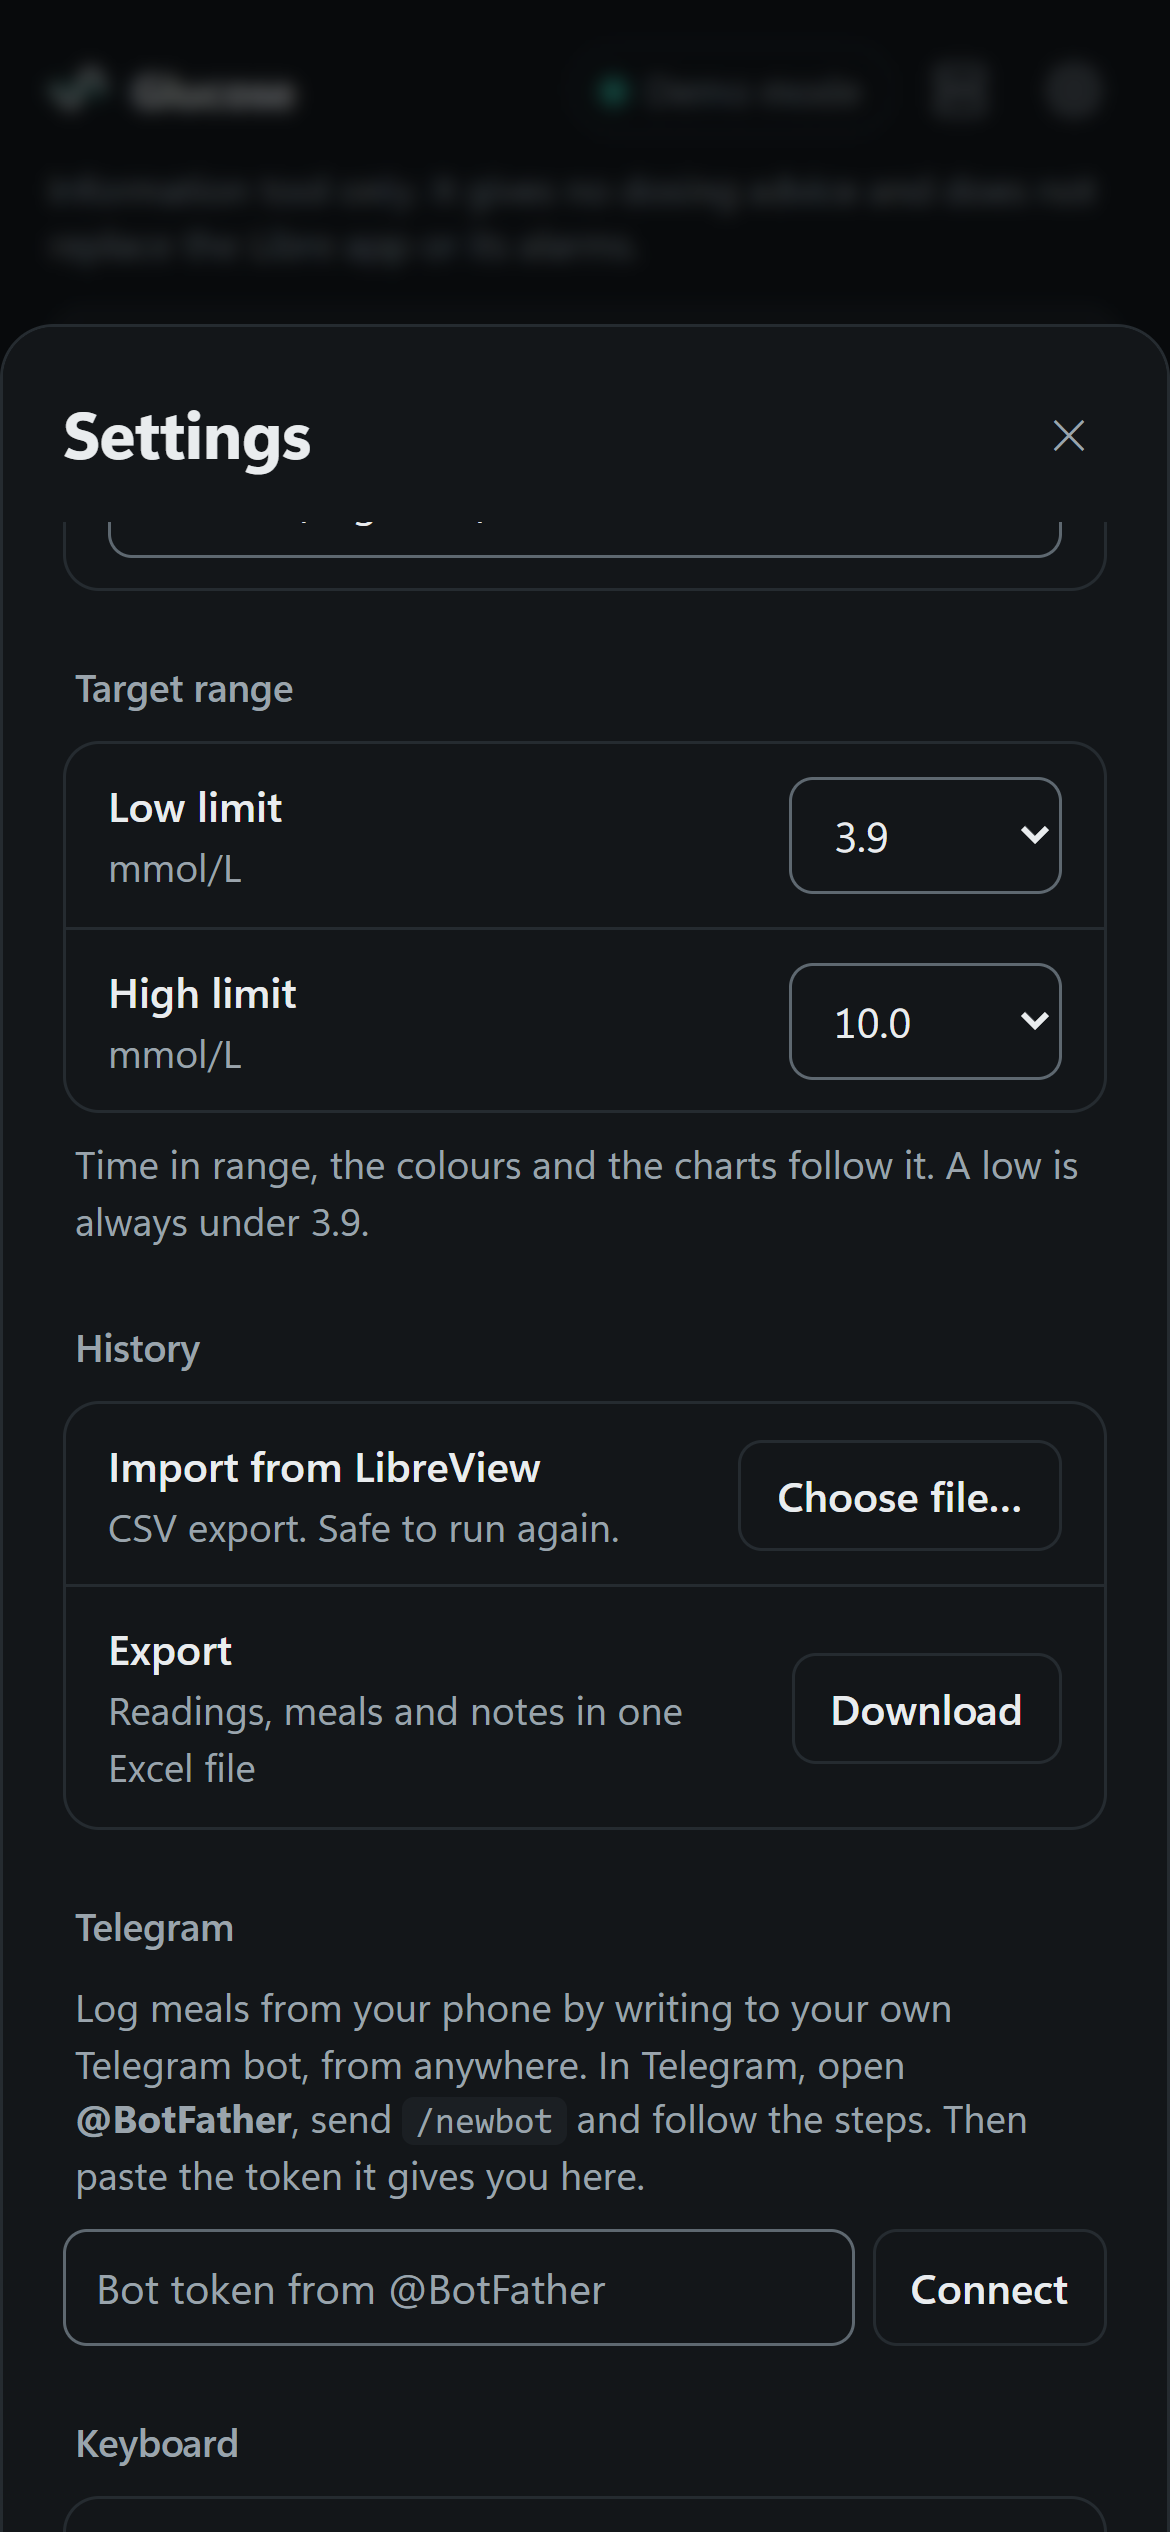 Settings
Target range
Low limit
mmol/L
3.9
High limit
mmol/L
10.0
Time in range, the colours and the charts follow it. A low is
always under 3.9.
History
Import from LibreView
CSV export. Safe to run again.
Choose file...
Export
Readings, meals and notes in one
Excel file
Download
Telegram
Log meals from your phone by writing to your own
Telegram bot, from anywhere. In Telegram, open
@BotFather, send /newbot and follow the steps. Then
paste the token it gives you here.
Bot token from @BotFather
Connect
Keyboard